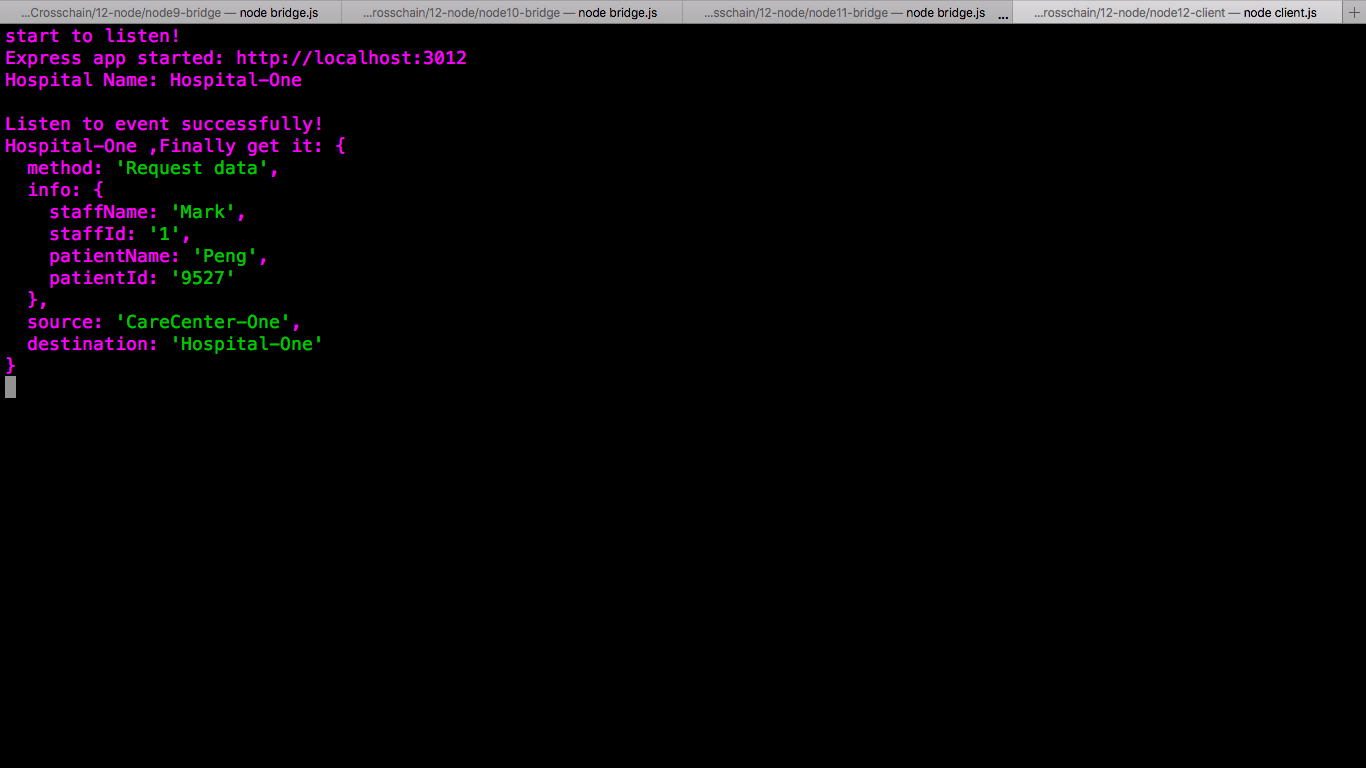 ...Crosschain/12-node/node9-bridge — node bridge.js
...rosschain/12-node/node10-bridge — node bridge.js
...sschain/12-node/node11-bridge — node bridge.js ...
...rosschain/12-node/node12-client — node client.js
+
start to listen!
Express app started: http://localhost:3012
Hospital Name: Hospital-One
Listen to event successfully!
Hospital-One ,Finally get it: {
  method: 'Request data',
  info: {
    staffName: 'Mark',
    staffId: '1',
    patientName: 'Peng',
    patientId: '9527'
  },
  source: 'CareCenter-One',
  destination: 'Hospital-One'
}